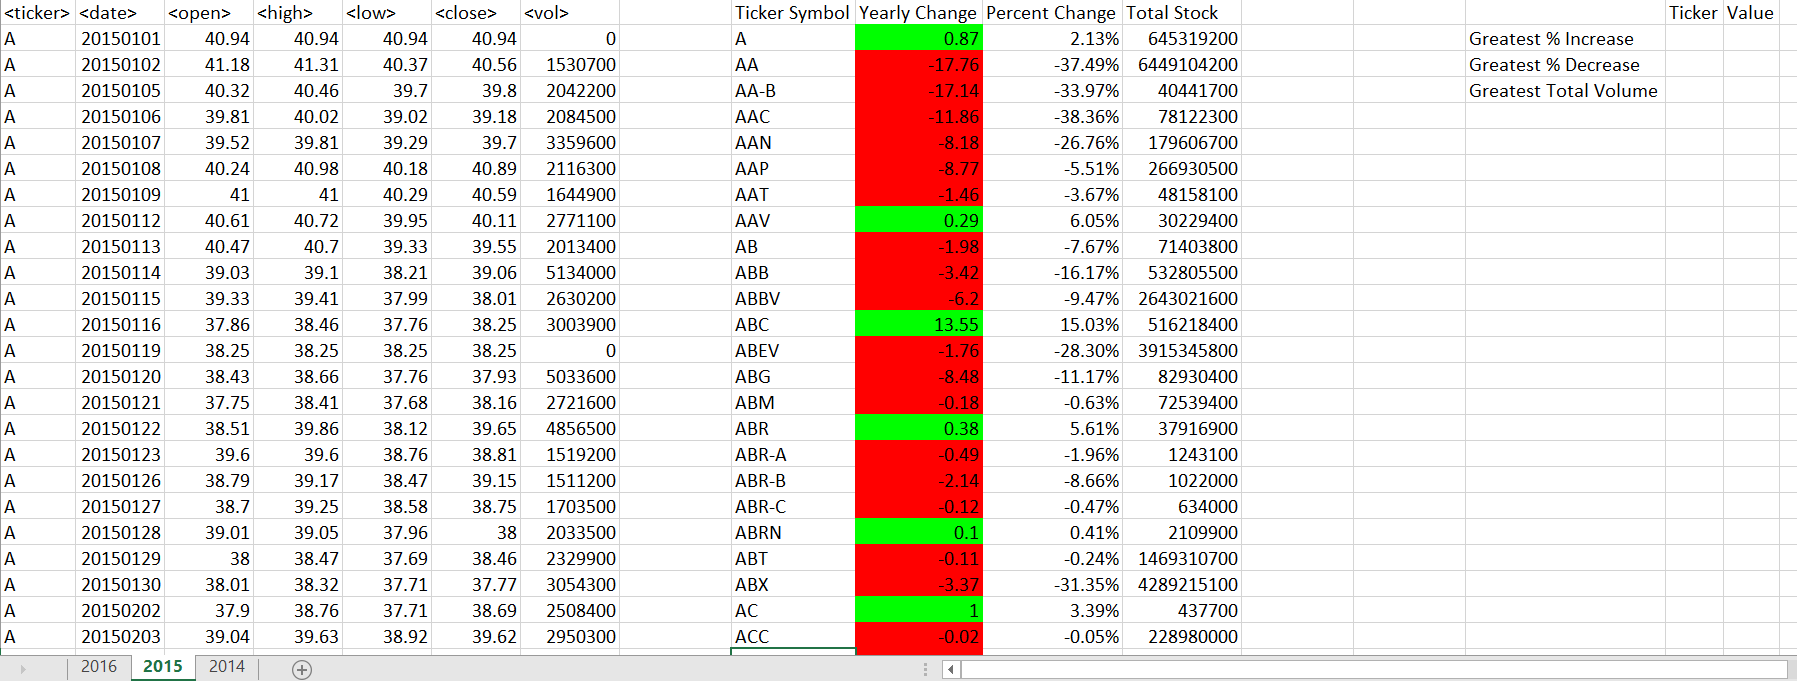 <ticker> <date> <open> <high> <low> <close> <vol> Ticker Symbol Yearly Change Percent Change Total Stock Ticker Value
A 20150101 40.94 40.94 40.94 40.94 0 A 0.87 2.13% 645319200 Greatest % Increase
A 20150102 41.18 41.31 40.37 40.56 1530700 AA -17.76 -37.49% 6449104200 Greatest % Decrease
A 20150105 40.32 40.46 39.7 39.8 2042200 AA-B -17.14 -33.97% 40441700 Greatest Total Volume
A 20150106 39.81 40.02 39.02 39.18 2084500 AAC -11.86 -38.36% 78122300
A 20150107 39.52 39.81 39.29 39.7 3359600 AAN -8.18 -26.76% 179606700
A 20150108 40.24 40.98 40.18 40.89 2116300 AAP -8.77 -5.51% 266930500
A 20150109 41 41 40.29 40.59 1644900 AAT -1.46 -3.67% 48158100
A 20150112 40.61 40.72 39.95 40.11 2771100 AAV 0.29 6.05% 30229400
A 20150113 40.47 40.7 39.33 39.55 2013400 AB -1.98 -7.67% 71403800
A 20150114 39.03 39.1 38.21 39.06 5134000 ABB -3.42 -16.17% 532805500
A 20150115 39.33 39.41 37.99 38.01 2630200 ABBV -6.2 -9.47% 2643021600
A 20150116 37.86 38.46 37.76 38.25 3003900 ABC 13.55 15.03% 516218400
A 20150119 38.25 38.25 38.25 38.25 0 ABEV -1.76 -28.30% 3915345800
A 20150120 38.43 38.66 37.76 37.93 5033600 ABG -8.48 -11.17% 82930400
A 20150121 37.75 38.41 37.68 38.16 2721600 ABM -0.18 -0.63% 72539400
A 20150122 38.51 39.86 38.12 39.65 4856500 ABR 0.38 5.61% 37916900
A 20150123 39.6 39.6 38.76 38.81 1519200 ABR-A -0.49 -1.96% 1243100
A 20150126 38.79 39.17 38.47 39.15 1511200 ABR-B -2.14 -8.66% 1022000
A 20150127 38.7 39.25 38.58 38.75 1703500 ABR-C -0.12 -0.47% 634000
A 20150128 39.01 39.05 37.96 38 2033500 ABRN 0.1 0.41% 2109900
A 20150129 38 38.47 37.69 38.46 2329900 ABT -0.11 -0.24% 1469310700
A 20150130 38.01 38.32 37.71 37.77 3054300 ABX -3.37 -31.35% 4289215100
A 20150202 37.9 38.76 37.71 38.69 2508400 AC 1 3.39% 437700
A 20150203 39.04 39.63 38.92 39.62 2950300 ACC -0.02 -0.05% 228980000
2016 2015 2014